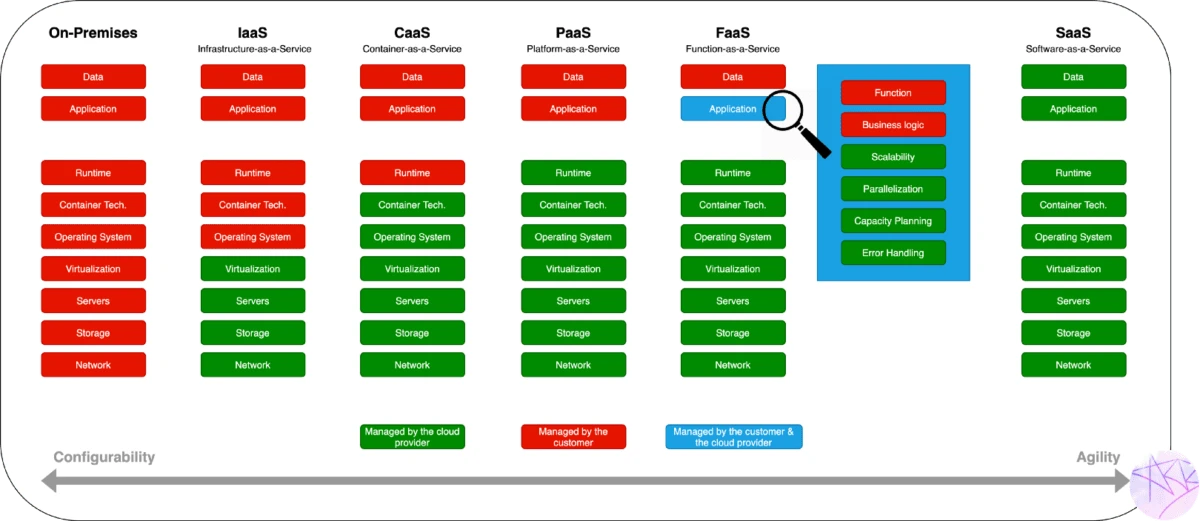 On-Premises
IaaS
Infrastructure-as-a-Service
CaaS
Container-as-a-Service
PaaS
Platform-as-a-Service
FaaS
Function-as-a-Service
SaaS
Software-as-a-Service
Data
Application
Runtime
Container Tech.
Operating System
Virtualization
Servers
Storage
Network
Data
Application
Runtime
Container Tech.
Operating System
Virtualization
Servers
Storage
Network
Data
Application
Runtime
Container Tech.
Operating System
Virtualization
Servers
Storage
Network
Data
Application
Runtime
Container Tech.
Operating System
Virtualization
Servers
Storage
Network
Data
Application
Runtime
Container Tech.
Operating System
Virtualization
Servers
Storage
Network
Function
Business logic
Scalability
Parallelization
Capacity Planning
Error Handling
Data
Application
Runtime
Container Tech.
Operating System
Virtualization
Servers
Storage
Network
Managed by the cloud
provider
Managed by the
customer
Managed by the customer &
the cloud provider
Configurability
Agility